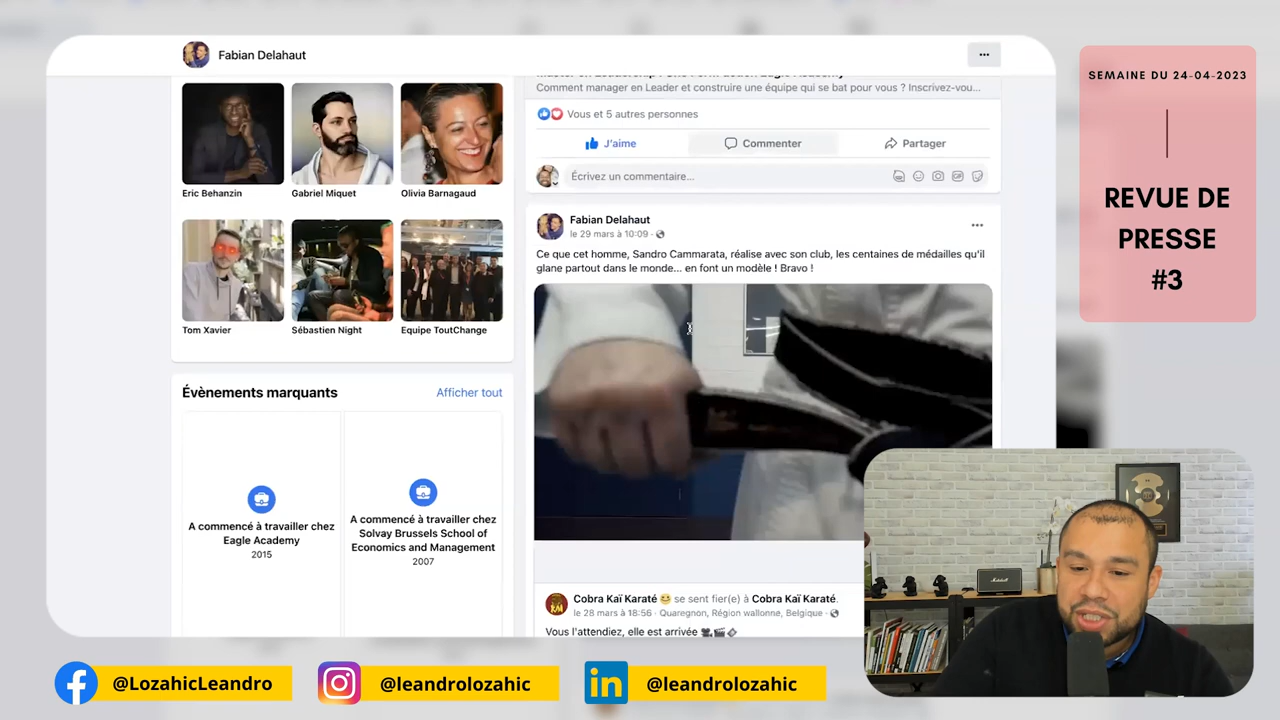 Fabian Delahaut
Eric Behanzin
Gabriel Miquet
Olivia Barnagaud
Tom Xavier
Sébastien Night
Equipe ToutChange
Évènements marquants
Afficher tout
A commencé à travailler chez
Eagle Academy
2015
A commencé à travailler chez
Solvay Brussels School of
Economics and Management
2007
Comment manager en Leader et construire une équipe qui se bat pour vous ? Inscrivez-vou...
Vous et 5 autres personnes
J'aime
Commenter
Partager
Écrivez un commentaire...
Fabian Delahaut
le 29 mars à 10:09 ·
Ce que cet homme, Sandro Cammarata, réalise avec son club, les centaines de médailles qu'il
glane partout dans le monde... en font un modèle ! Bravo !
Cobra Kaï Karaté 😄 se sent fier(e) à Cobra Kaï Karaté.
le 28 mars à 18:56 · Quaregnon, Région wallonne, Belgique ·
Vous l'attendiez, elle est arrivée
SEMAINE DU 24-04-2023
REVUE DE
PRESSE
#3
Marshall
@LozahicLeandro
@leandrolozahic
in
@leandrolozahic